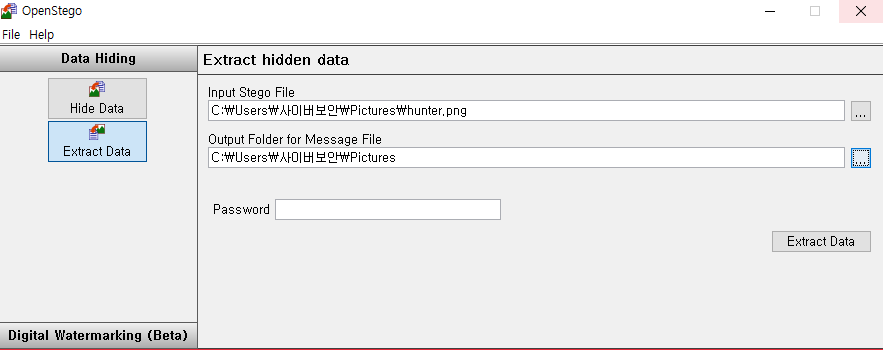 OpenStego
File Help
Data Hiding
Hide Data
Extract Data
Digital Watermarking (Beta)
Extract hidden data
Input Stego File
C:₩Users₩사이버보안₩Pictures₩hunter.png
...
Output Folder for Message File
C:₩Users₩사이버보안₩Pictures
...
Password
Extract Data